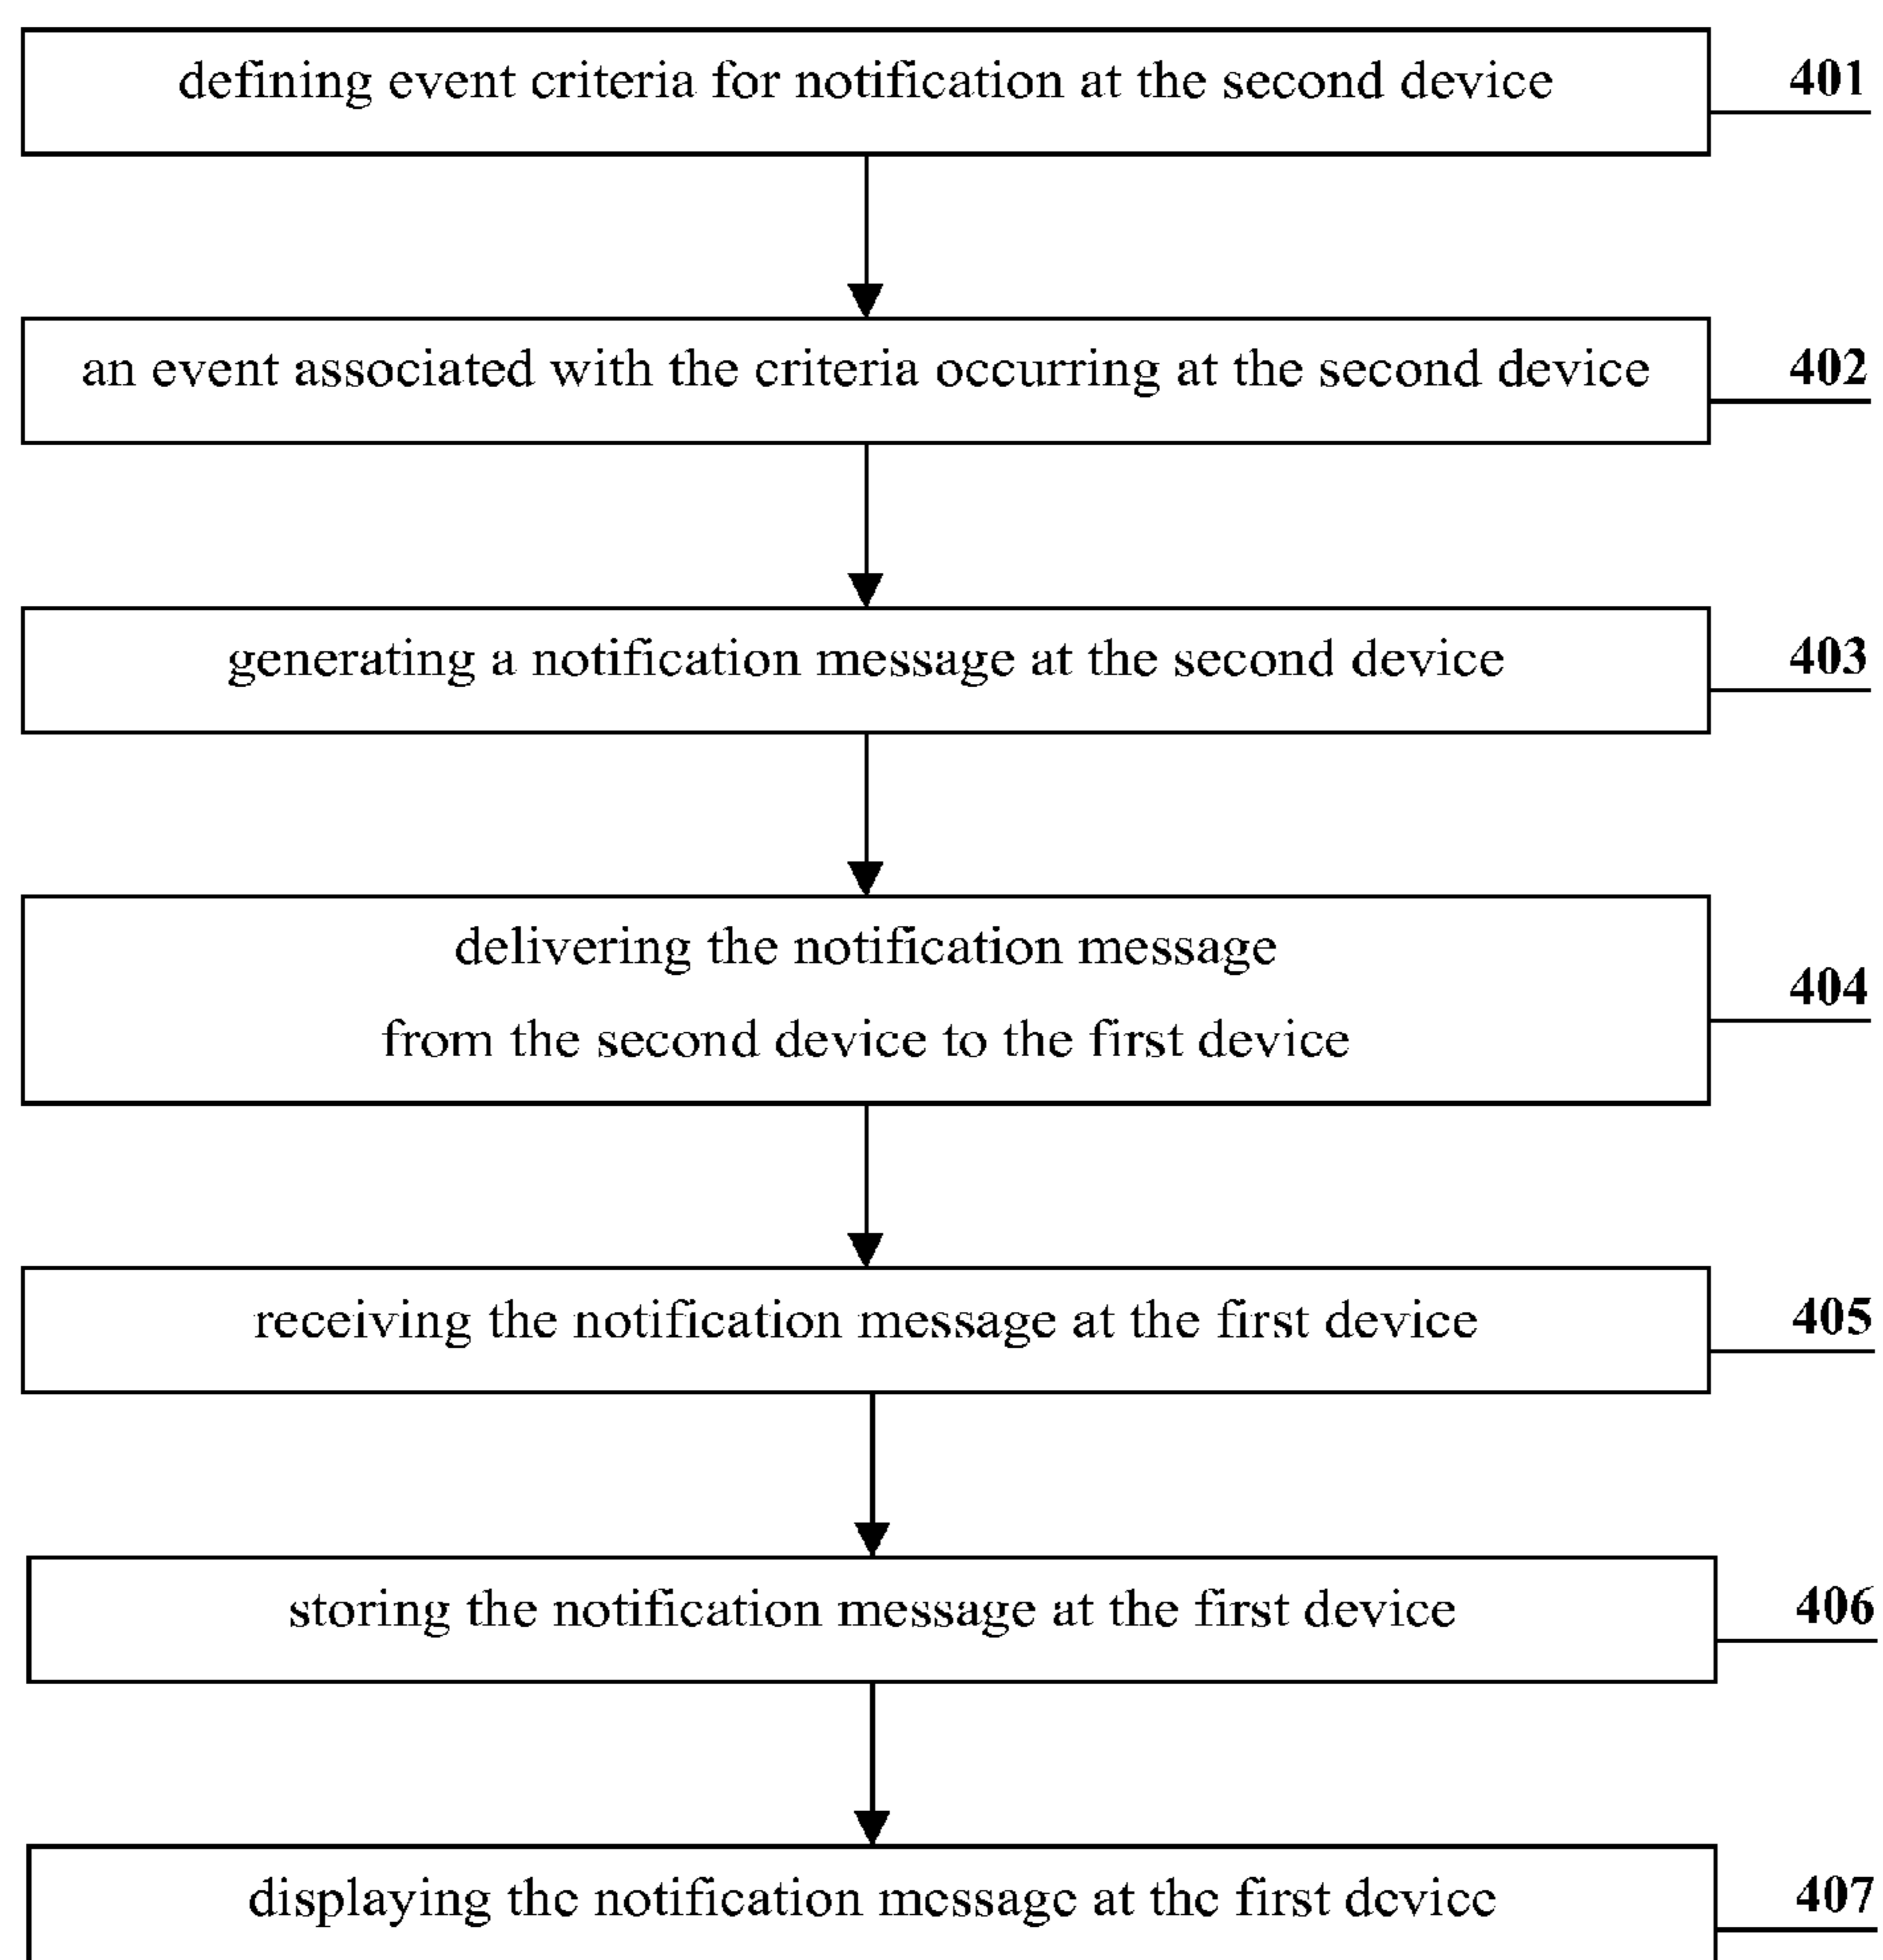 defining event criteria for notification at the second device
401
an event associated with the criteria occurring at the second device
402
generating a notification message at the second device
403
delivering the notification message
from the second device to the first device
404
receiving the notification message at the first device
405
storing the notification message at the first device
406
displaying the notification message at the first device
407